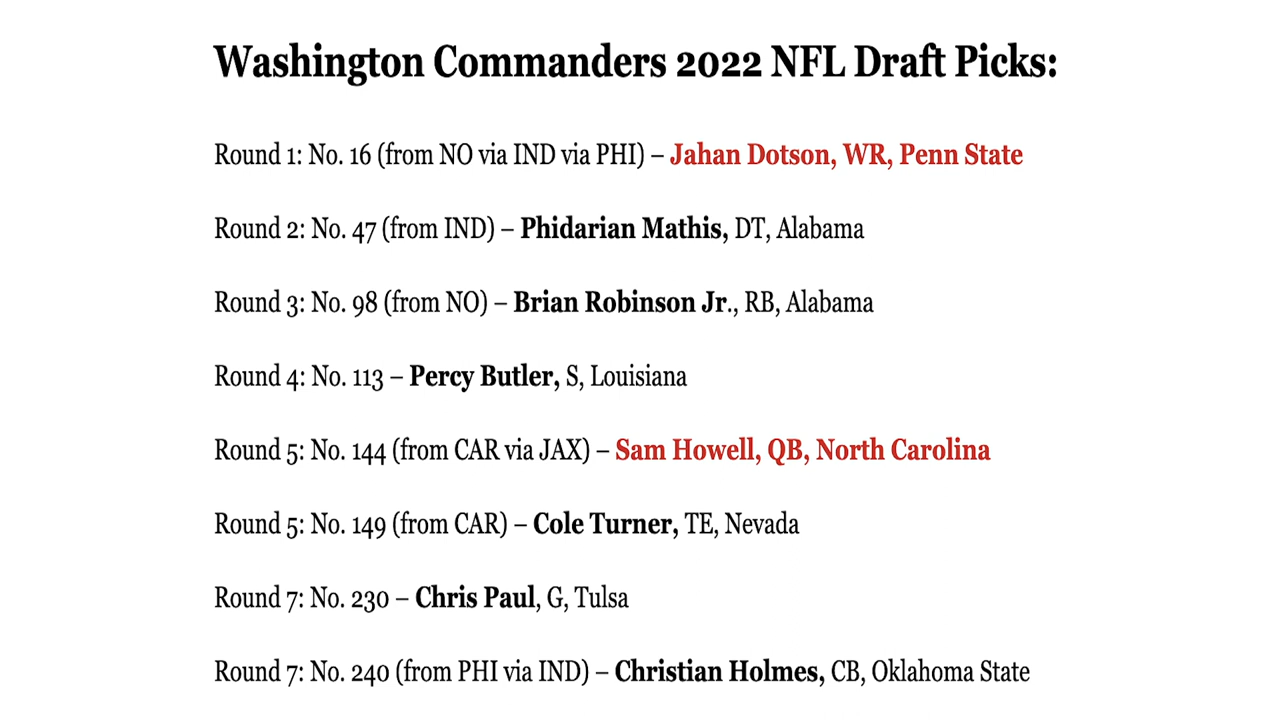 Washington Commanders 2022 NFL Draft Picks:
Round 1: No. 16 (from NO via IND via PHI) – Jahan Dotson, WR, Penn State
Round 2: No. 47 (from IND) – Phidarian Mathis, DT, Alabama
Round 3: No. 98 (from NO) – Brian Robinson Jr., RB, Alabama
Round 4: No. 113 – Percy Butler, S, Louisiana
Round 5: No. 144 (from CAR via JAX) – Sam Howell, QB, North Carolina
Round 5: No. 149 (from CAR) – Cole Turner, TE, Nevada
Round 7: No. 230 – Chris Paul, G, Tulsa
Round 7: No. 240 (from PHI via IND) – Christian Holmes, CB, Oklahoma State